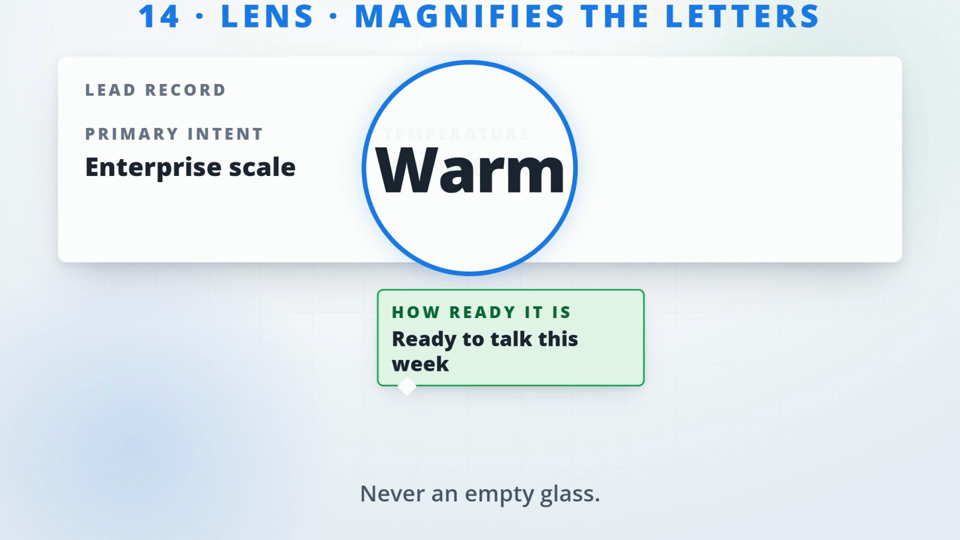 14 · LENS · MAGNIFIES THE LETTERS
LEAD RECORD
PRIMARY INTENT
Enterprise scale
TEMPERATURE
Warm
HOW READY IT IS
Ready to talk this
week
Never an empty glass.